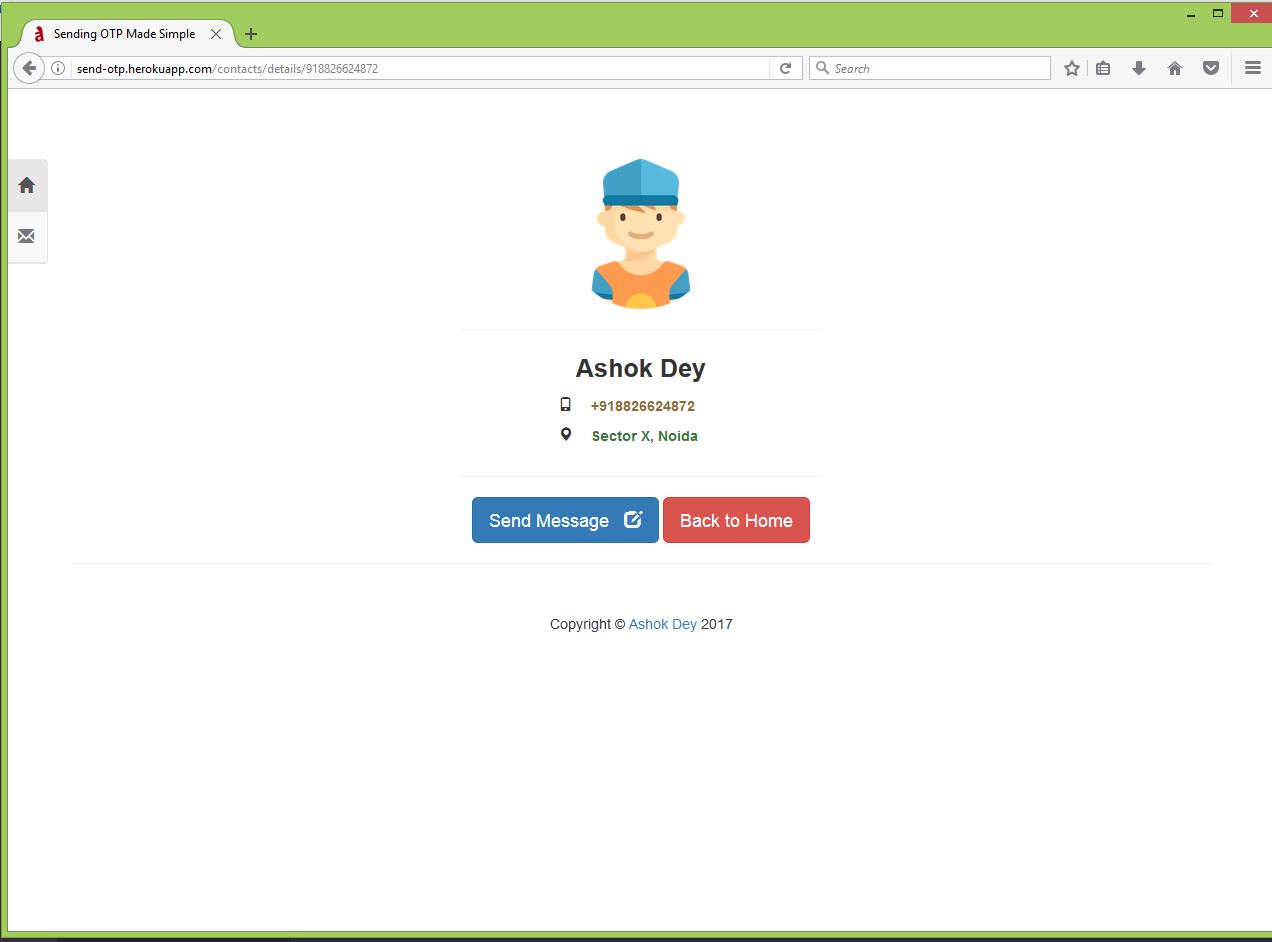 Sending OTP Made Simple
send-otp.herokuapp.com/contacts/details/918826624872
Search
Ashok Dey
+918826624872
Sector X, Noida
Send Message
Back to Home
Copyright © Ashok Dey 2017